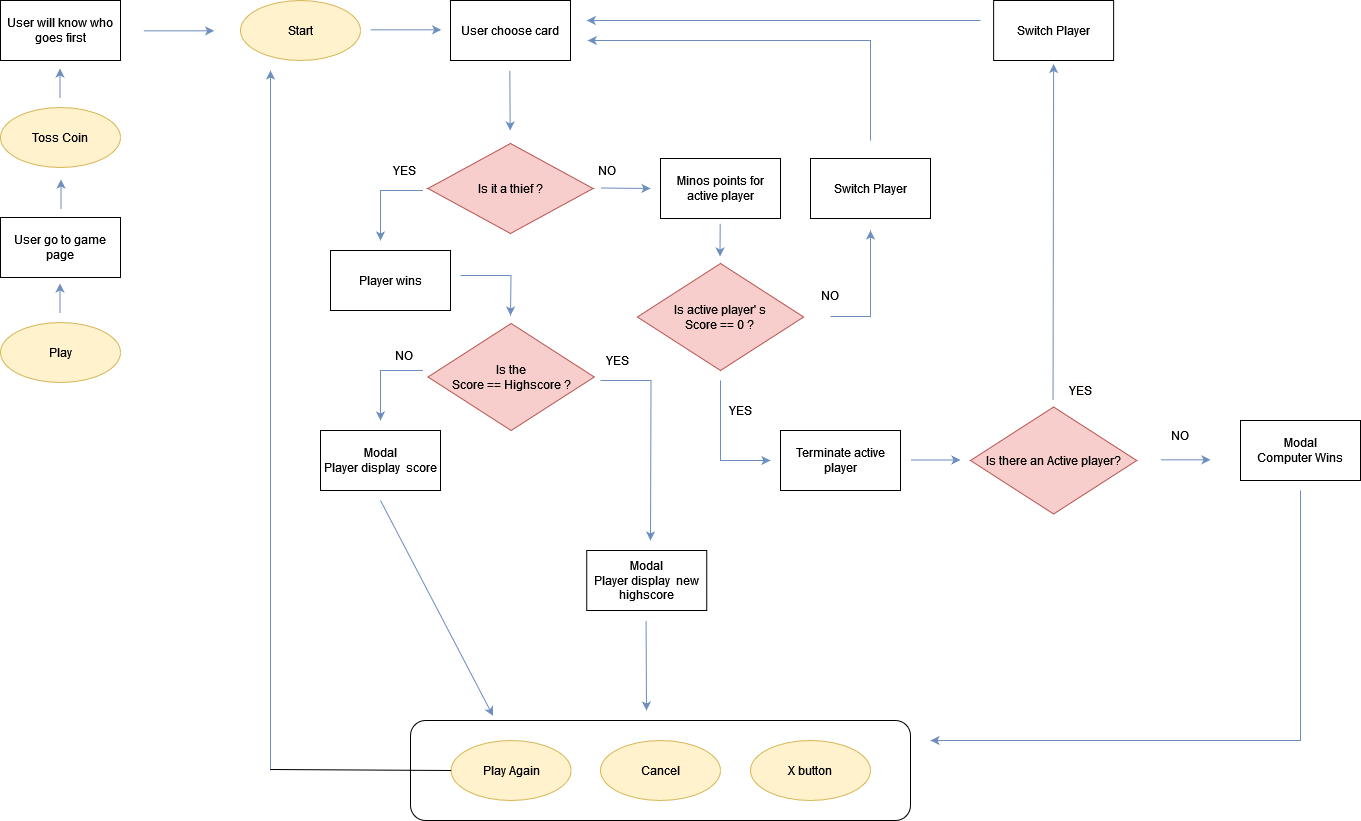 User will know who
goes first
Start
User choose card
Switch Player
Toss Coin
YES
Is it a thief ?
NO
Minos points for
active player
Switch Player
User go to game
page
Player wins
Is active player' s
Score == 0 ?
NO
Play
NO
Is the
Score == Highscore ?
YES
YES
YES
Modal
Player display  score
Terminate active
player
Is there an Active player?
NO
Modal
Computer Wins
Modal
Player display  new
highscore
Play Again
Cancel
X button